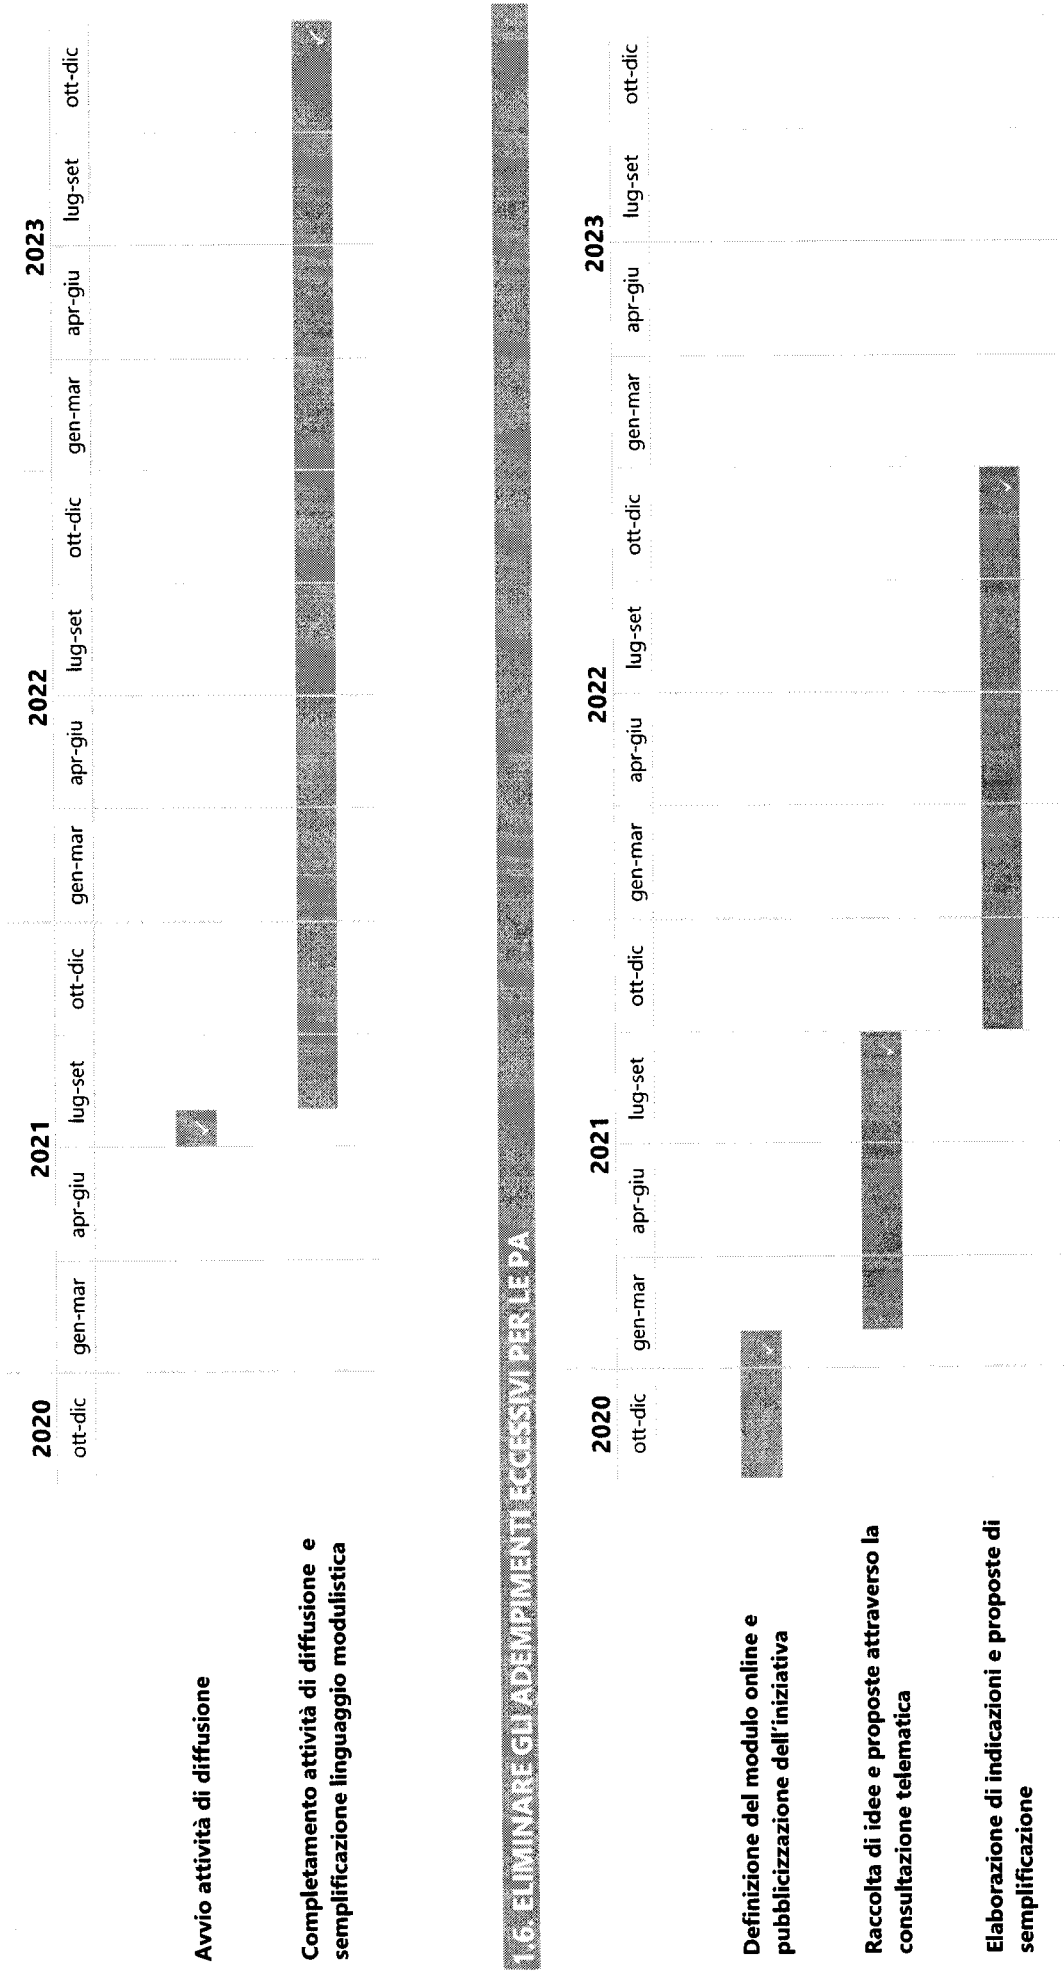 2020 2021 2022 2023
ott-dic gen-mar apr-giu lug-set ott-dic gen-mar apr-giu lug-set ott-dic gen-mar apr-giu lug-set ott-dic
Avvio attività di diffusione
Completamento attività di diffusione e
semplificazione linguaggio modulistica
1.6. ELIMINARE GLI ADEMPIMENTI ECCESSIVI PER LE PA
2020 2021 2022 2023
ott-dic gen-mar apr-giu lug-set ott-dic gen-mar apr-giu lug-set ott-dic gen-mar apr-giu lug-set ott-dic
Definizione del modulo online e
pubblicizzazione dell'iniziativa
Raccolta di idee e proposte attraverso la
consultazione telematica
Elaborazione di indicazioni e proposte di
semplificazione